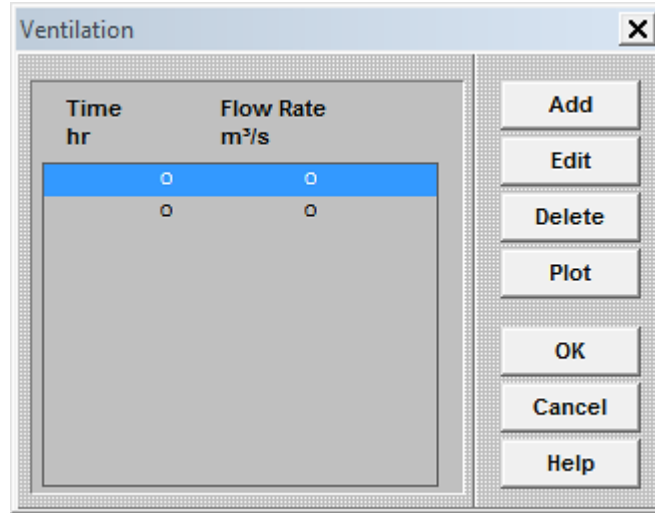 Ventilation
Time Flow Rate
hr m³/s
0 0
0 0
Add
Edit
Delete
Plot
OK
Cancel
Help